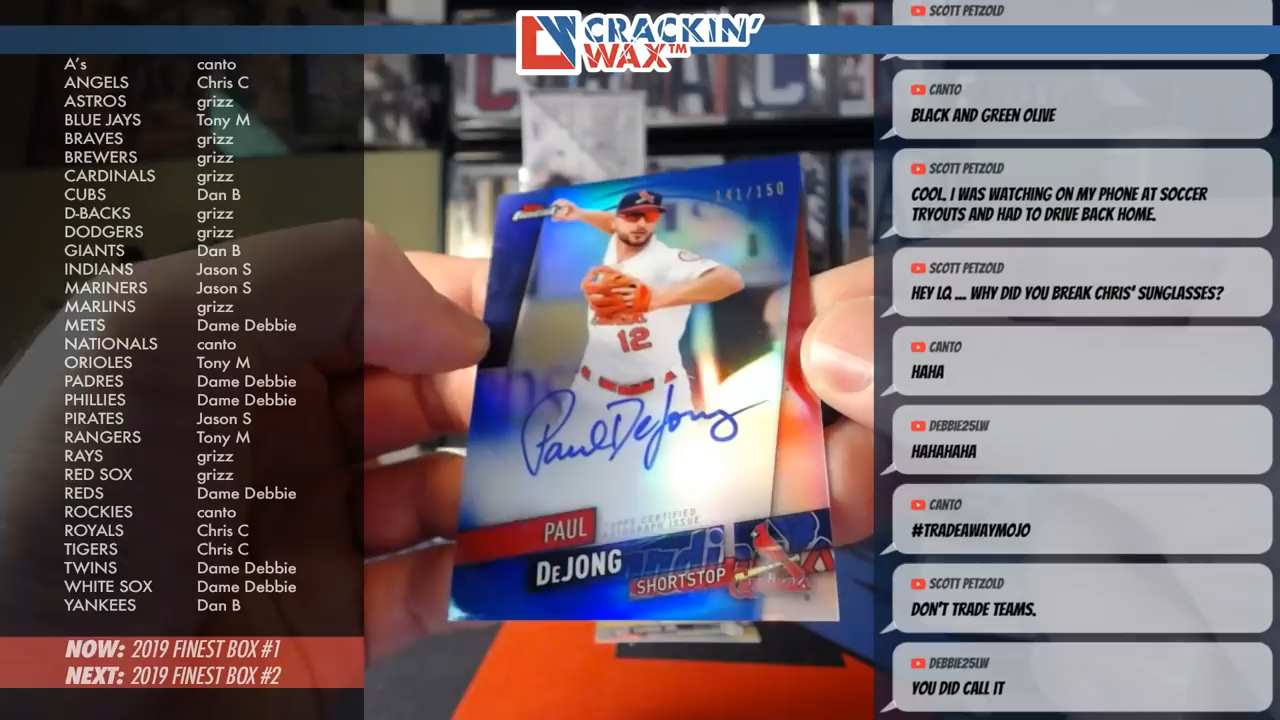 CRACKIN'
WAX™
A's canto
ANGELS Chris C
ASTROS grizz
BLUE JAYS Tony M
BRAVES grizz
BREWERS grizz
CARDINALS grizz
CUBS Dan B
D-BACKS grizz
DODGERS grizz
GIANTS Dan B
INDIANS Jason S
MARINERS Jason S
MARLINS grizz
METS Dame Debbie
NATIONALS canto
ORIOLES Tony M
PADRES Dame Debbie
PHILLIES Dame Debbie
PIRATES Jason S
RANGERS Tony M
RAYS grizz
RED SOX grizz
REDS Dame Debbie
ROCKIES canto
ROYALS Chris C
TIGERS Chris C
TWINS Dame Debbie
WHITE SOX Dame Debbie
YANKEES Dan B
NOW: 2019 FINEST BOX #1
NEXT: 2019 FINEST BOX #2
141/150
12
Paul DeJong
TOPPS CERTIFIED
AUTOGRAPH ISSUE
PAUL
DeJONG
SHORTSTOP
SCOTT PETZOLD
CANTO
BLACK AND GREEN OLIVE
SCOTT PETZOLD
COOL. I WAS WATCHING ON MY PHONE AT SOCCER
TRYOUTS AND HAD TO DRIVE BACK HOME.
SCOTT PETZOLD
HEY LQ ... WHY DID YOU BREAK CHRIS' SUNGLASSES?
CANTO
HAHA
DEBBIE25LW
HAHAHAHA
CANTO
#TRADEAWAYMOJO
SCOTT PETZOLD
DON'T TRADE TEAMS.
DEBBIE25LW
YOU DID CALL IT